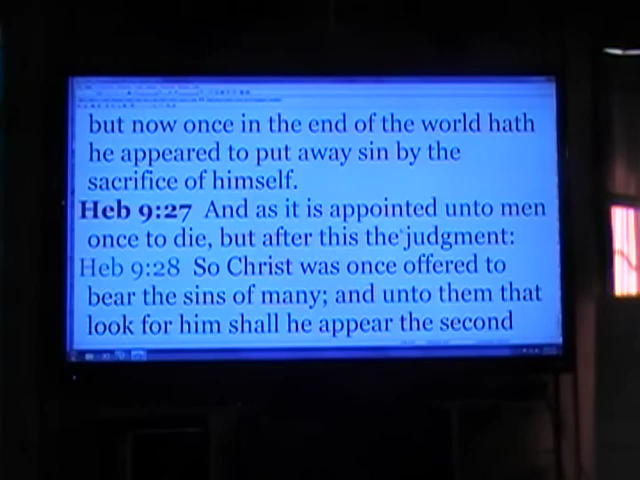 but now once in the end of the world hath
he appeared to put away sin by the
sacrifice of himself.
Heb 9:27 And as it is appointed unto men
once to die, but after this the judgment:
Heb 9:28 So Christ was once offered to
bear the sins of many; and unto them that
look for him shall he appear the second